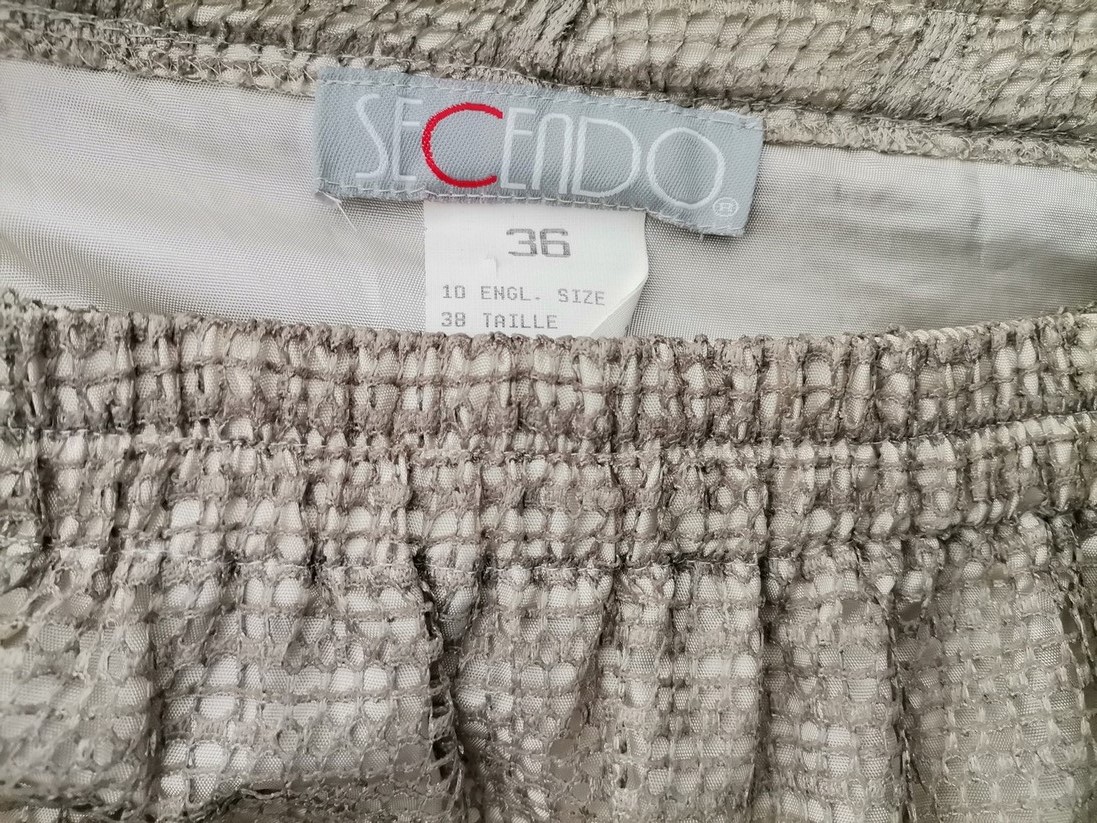 SECENDO ®
36
10 ENGL. SIZE
38 TAILLE